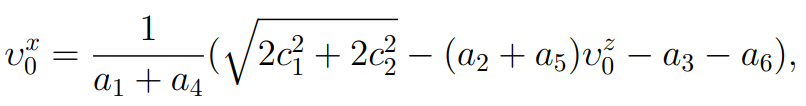 $v_0^x = \frac{1}{a_1 + a_4}(\sqrt{2c_1^2 + 2c_2^2} - (a_2 + a_5)v_0^z - a_3 - a_6),$